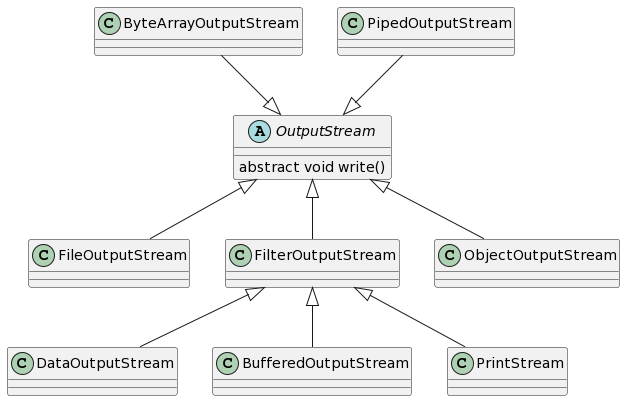 C ByteArrayOutputStream
C PipedOutputStream
A OutputStream
abstract void write()
C FileOutputStream
C FilterOutputStream
C ObjectOutputStream
C DataOutputStream
C BufferedOutputStream
C PrintStream